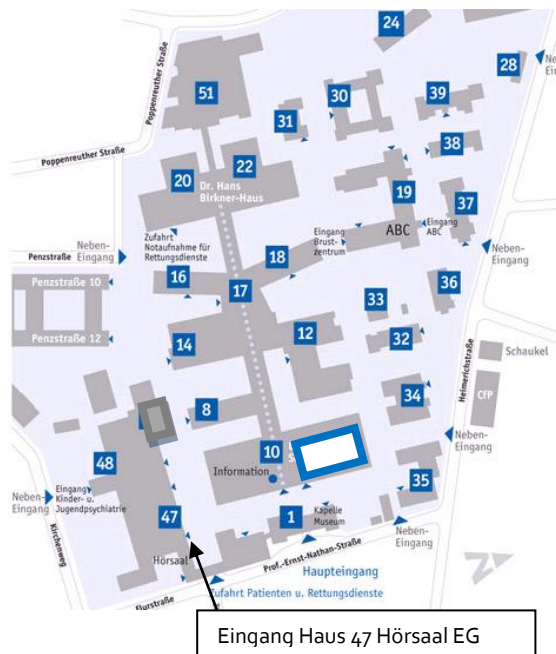 24
Neben-
28
Poppenreuther Straße
51
30
39
31
38
Poppenreuther Straße
22
20
Dr. Hans
Birkner-Haus
19
37
Eingang
Brust-
zentrum
ABC
Eingang
ABC
Neben-
Eingang
Penzstraße
Zufahrt
Notaufnahme für
Rettungsdienste
Neben-
Eingang
18
16
Penzstraße 10
17
36
33
Penzstraße 12
14
12
32
Schaukel
Heimerichstraße
34
CfP
8
48
10
Information
Neben-
Eingang
Eingang
Kinder- u.
Jugendpsychiatrie
Neben-
Eingang
35
47
1
Kapelle
Museum
Kirchenweg
Hörsaal
Neben-
Eingang
Prof.-Ernst-Nathan-Straße
Haupteingang
Flurstraße
Zufahrt Patienten u. Rettungsdienste
Eingang Haus 47 Hörsaal EG